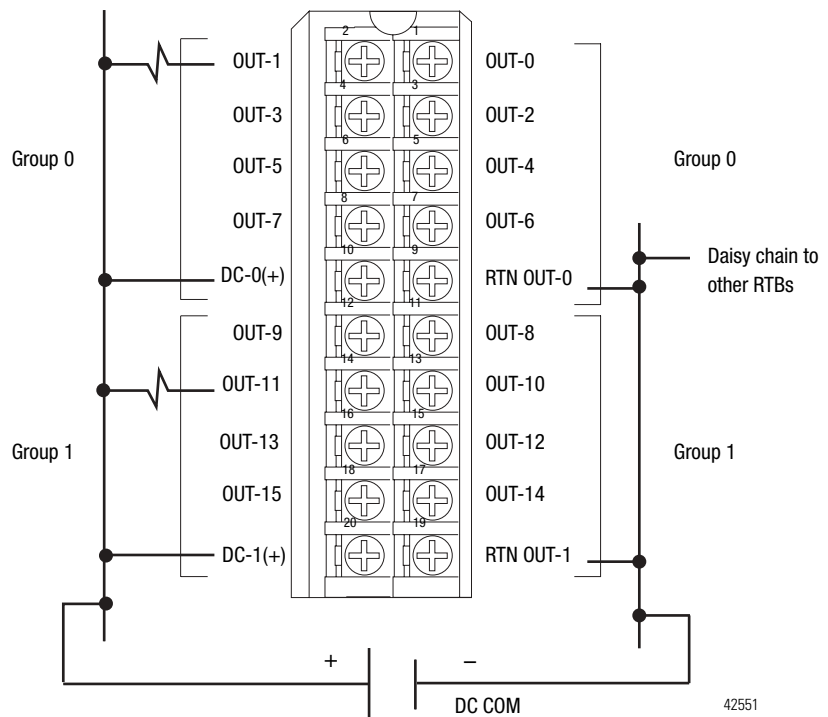 2 1
OUT-1 OUT-0
4 3
OUT-3 OUT-2
6 5
Group 0 OUT-5 OUT-4 Group 0
8 7
OUT-7 OUT-6
10 9
DC-0(+) RTN OUT-0 Daisy chain to
other RTBs
12 11
OUT-9 OUT-8
14 13
OUT-11 OUT-10
16 15
Group 1 OUT-13 OUT-12 Group 1
18 17
OUT-15 OUT-14
20 19
DC-1(+) RTN OUT-1
+ –
DC COM 42551